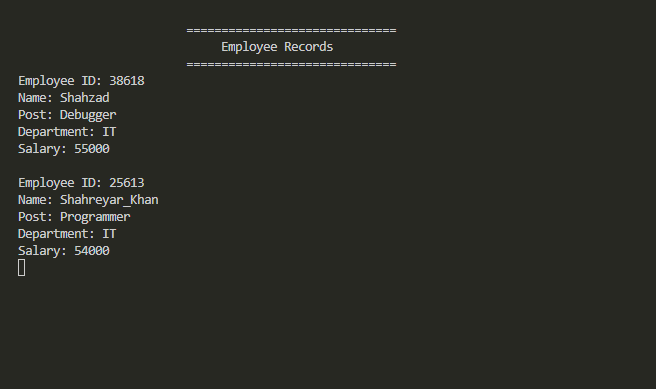 ==============================
Employee Records
==============================
Employee ID: 38618
Name: Shahzad
Post: Debugger
Department: IT
Salary: 55000
Employee ID: 25613
Name: Shahreyar_Khan
Post: Programmer
Department: IT
Salary: 54000